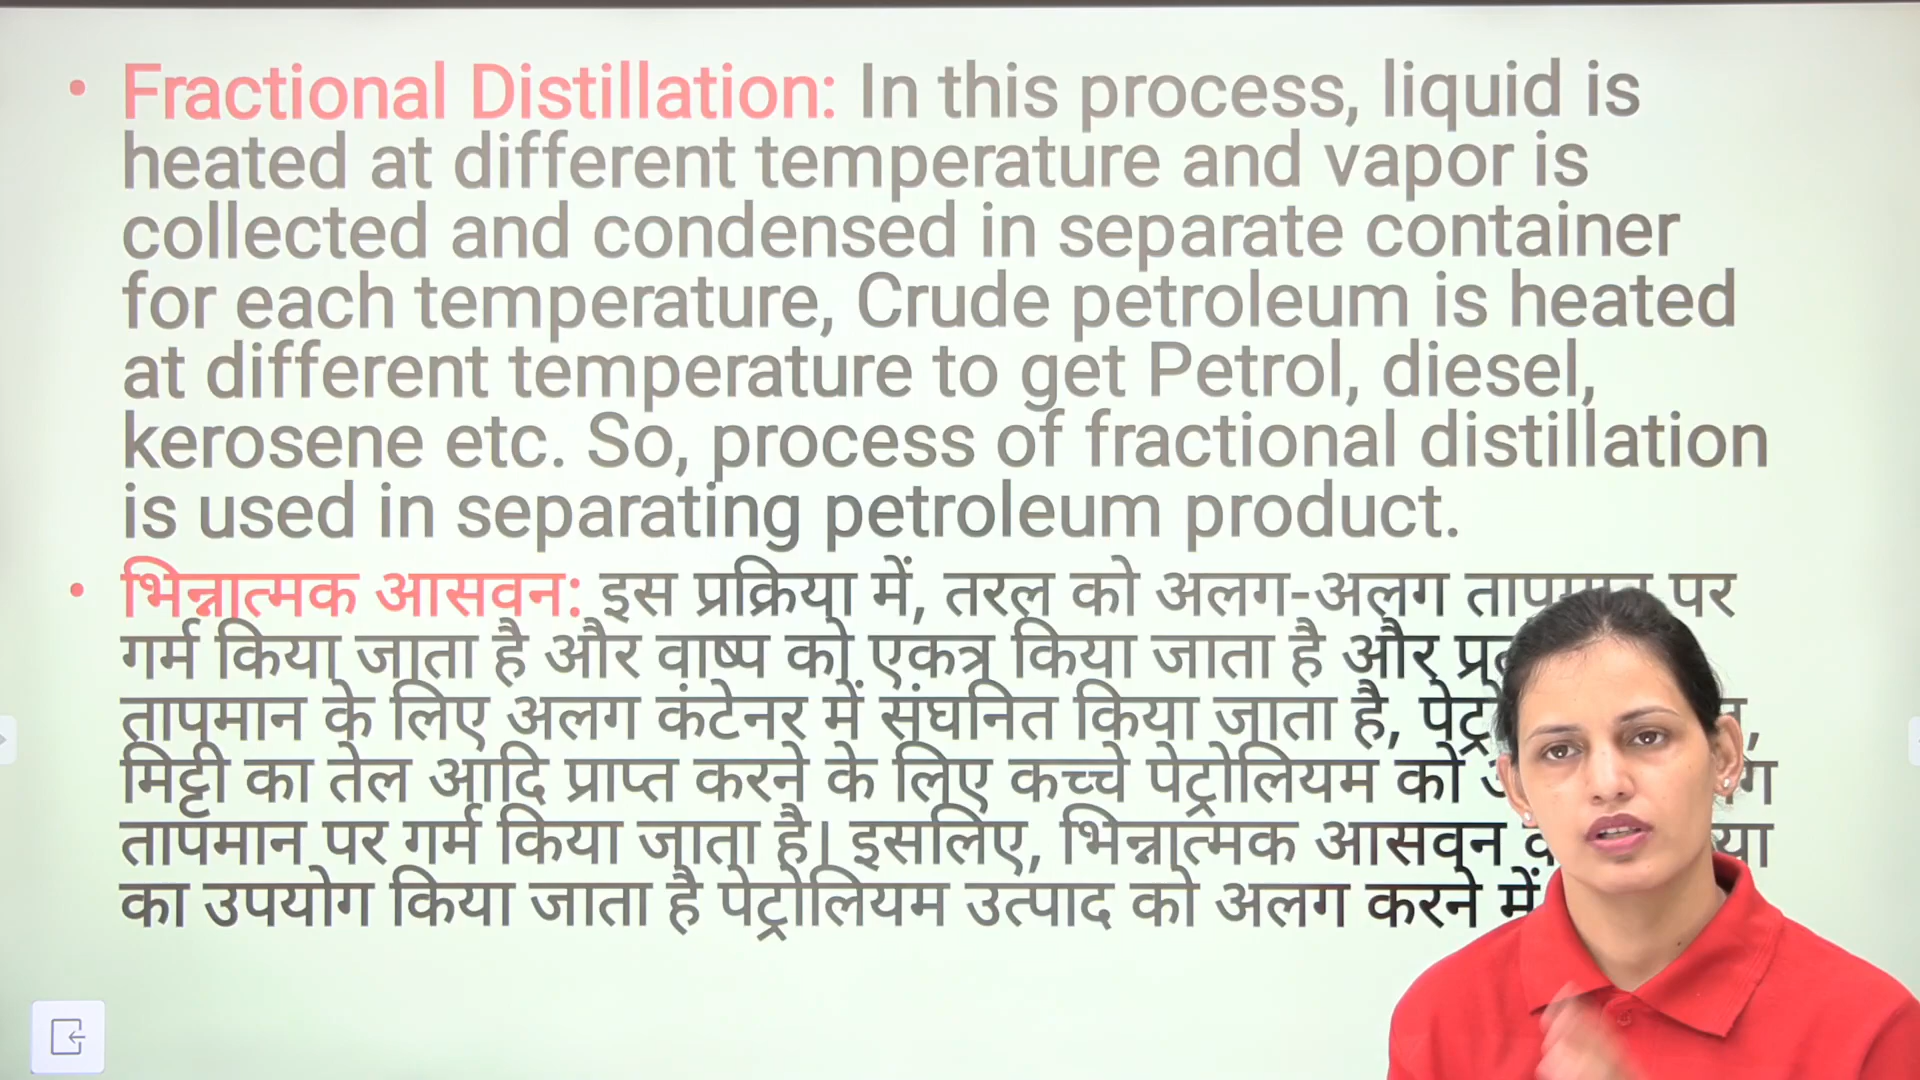 • Fractional Distillation: In this process, liquid is
heated at different temperature and vapor is
collected and condensed in separate container
for each temperature, Crude petroleum is heated
at different temperature to get Petrol, diesel,
kerosene etc. So, process of fractional distillation
is used in separating petroleum product.
• भिन्नात्मक आसवन: इस प्रक्रिया में, तरल को अलग-अलग पर
गर्म किया जाता है और वाष्प को एकत्र किया जाता है और
तापमान के लिए अलग कंटेनर में संघनित किया जाता है,
मिट्टी का तेल आदि प्राप्त करने के लिए कच्चे पेट्रोलियम को
तापमान पर गर्म किया जाता है। इसलिए, भिन्नात्मक आसवन
का उपयोग किया जाता है पेट्रोलियम उत्पाद को अलग करने में